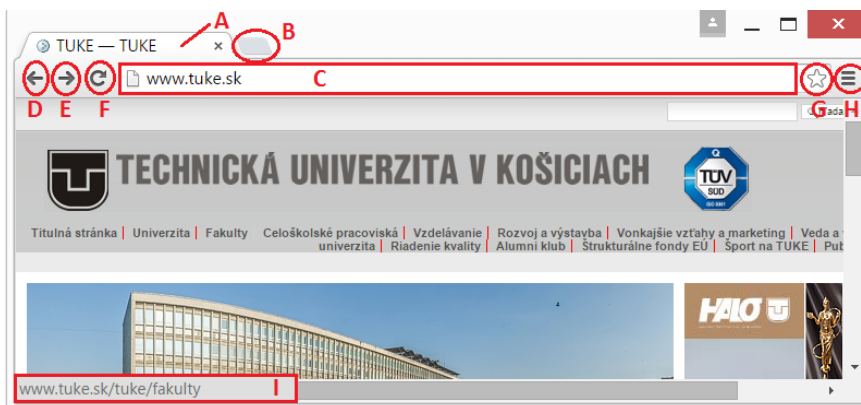 A
B
TUKE — TUKE
www.tuke.sk
C
D
E
F
G
H
TECHNICKÁ UNIVERZITA V KOŠICIACH
Q
TÜV
SÜD
ISO 9001
Titulná stránka | Univerzita | Fakulty Celoškolské pracoviská | Vzdelávanie | Rozvoj a výstavba | Vonkajšie vzťahy a marketing | Veda a
univerzita | Riadenie kvality | Alumni klub | Štrukturálne fondy EÚ | Šport na TUKE | Pub
HALO
www.tuke.sk/tuke/fakulty
I